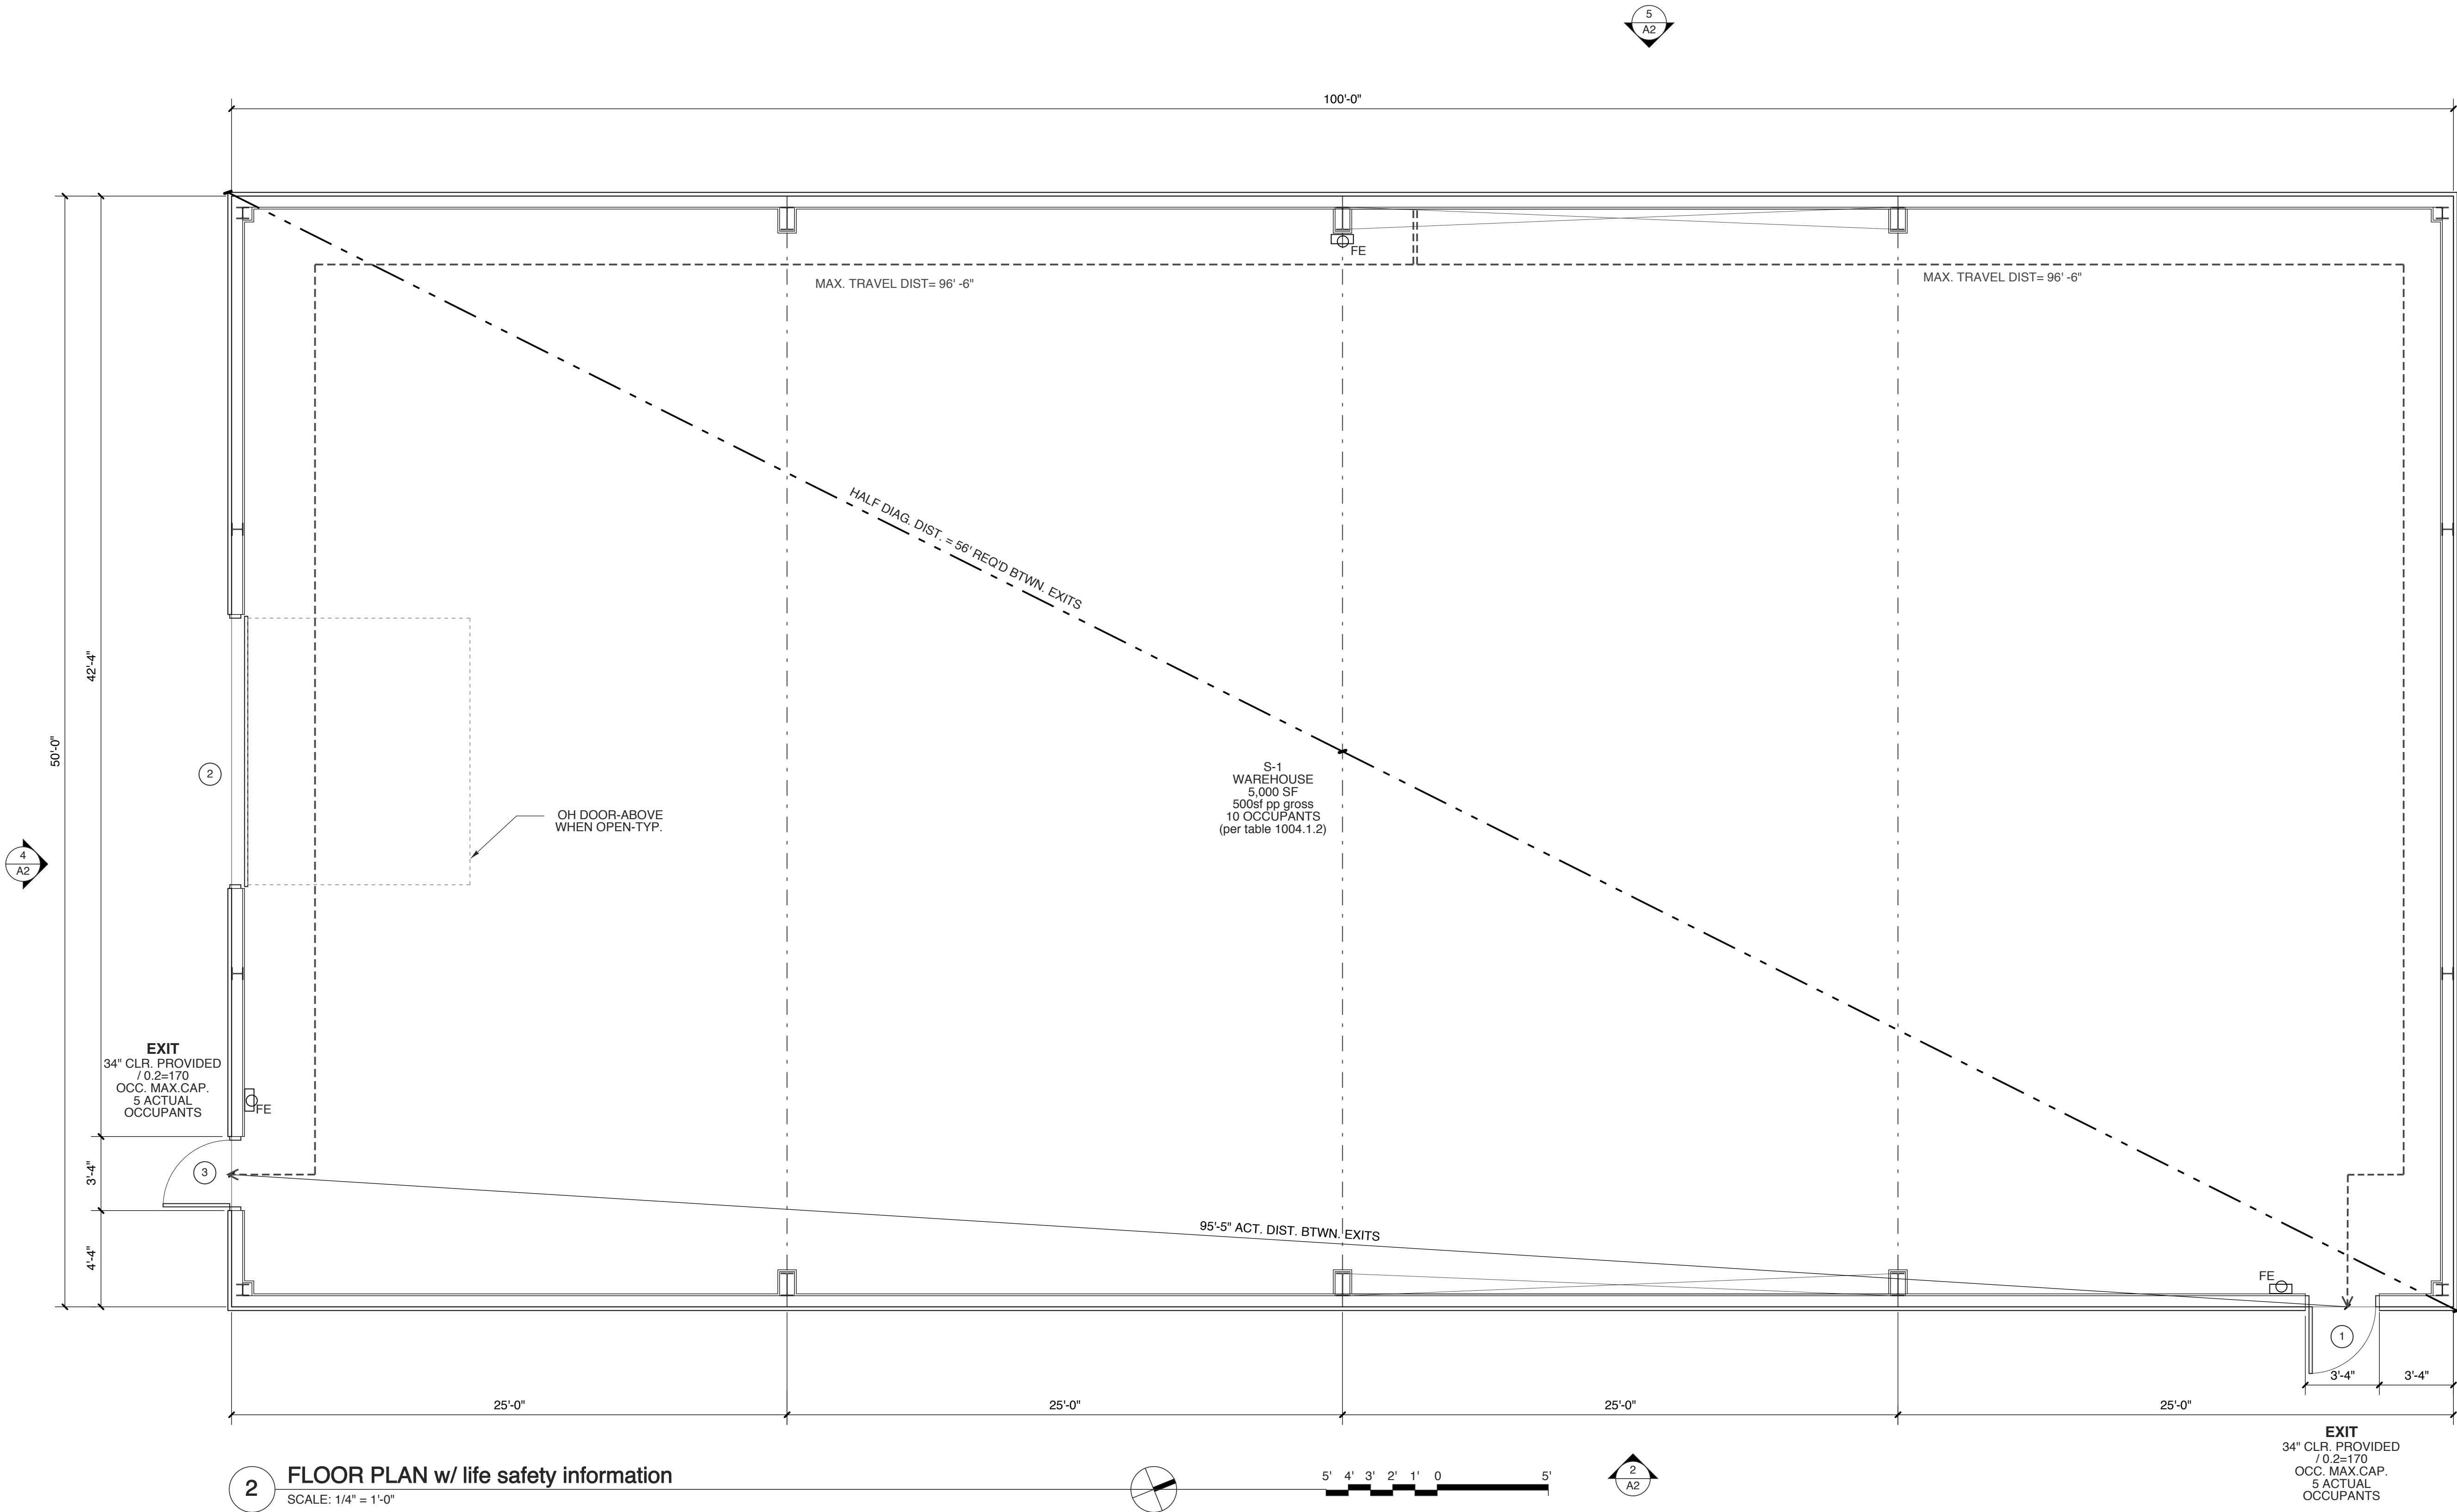 5
A2
100'-0"
FE
MAX. TRAVEL DIST= 96' -6"
MAX. TRAVEL DIST= 96' -6"
HALF DIAG. DIST. = 56' REQ'D BTWN. EXITS
42'-4"
50'-0"
2
S-1
WAREHOUSE
5,000 SF
500sf pp gross
10 OCCUPANTS
(per table 1004.1.2)
OH DOOR-ABOVE
WHEN OPEN-TYP.
4
A2
EXIT
34" CLR. PROVIDED
/ 0.2=170
OCC. MAX.CAP.
5 ACTUAL
OCCUPANTS
FE
3'-4"
3
4'-4"
95'-5" ACT. DIST. BTWN. EXITS
FE
1
3'-4"
3'-4"
25'-0"
25'-0"
25'-0"
25'-0"
EXIT
34" CLR. PROVIDED
/ 0.2=170
OCC. MAX.CAP.
5 ACTUAL
OCCUPANTS
2
FLOOR PLAN w/ life safety information
SCALE: 1/4" = 1'-0"
5' 4' 3' 2' 1' 0 5'
2
A2